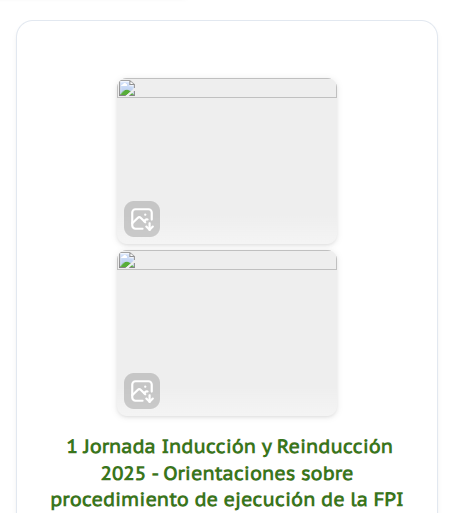 1 Jornada Inducción y Reinducción
2025 - Orientaciones sobre
procedimiento de ejecución de la FPI